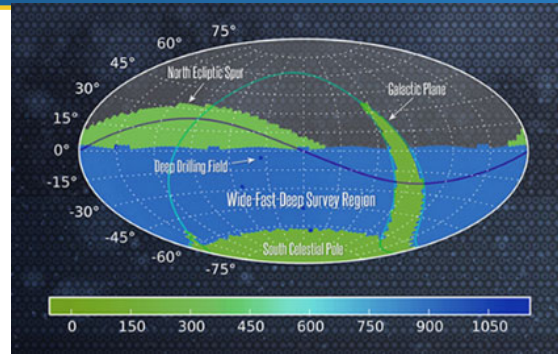 75°
60°
45°
North Ecliptic Spur
Galactic Plane
30°
15°
0°
Deep Drilling Field
-15°
Wide-Fast-Deep Survey Region
-30°
-45°
South Celestial Pole
-60°
-75°
0 150 300 450 600 750 900 1050